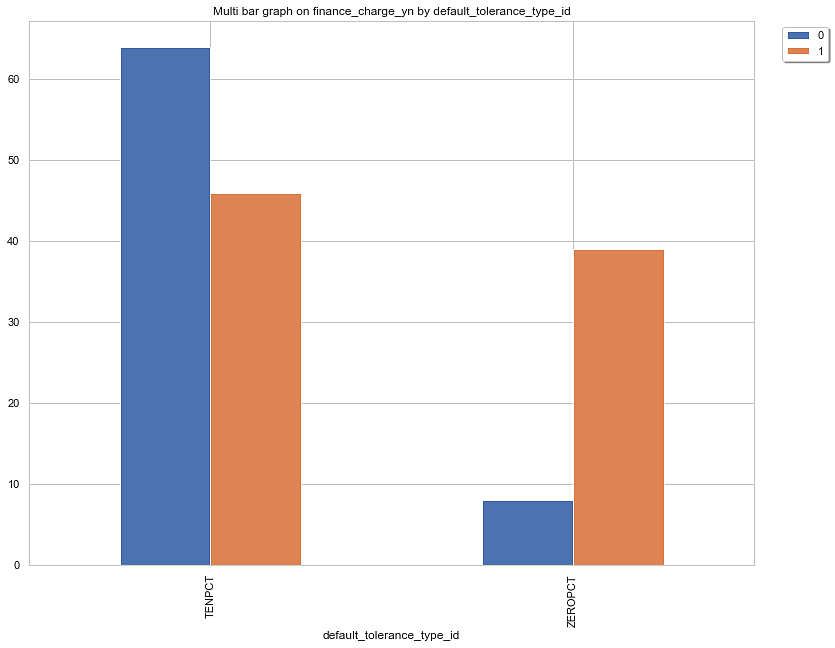 Multi bar graph on finance_charge_yn by default_tolerance_type_id
0
1
60
50
40
30
20
10
0
TENPCT
ZEROPCT
default_tolerance_type_id